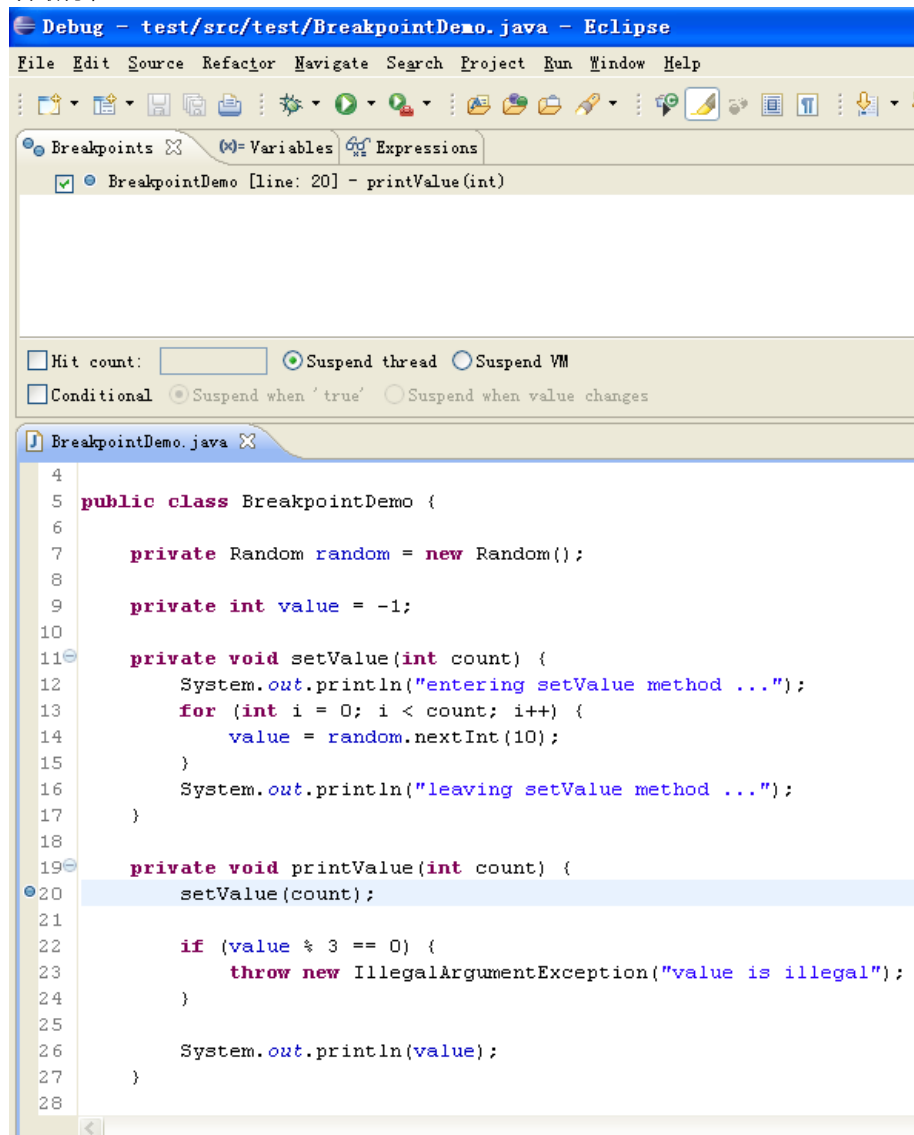 Debug - test/src/test/BreakpointDemo.java - Eclipse
File Edit Source Refactor Navigate Search Project Run Window Help
Breakpoints (x)= Variables Expressions
BreakpointDemo [line: 20] - printValue(int)
Hit count: Suspend thread Suspend VM
Conditional Suspend when 'true' Suspend when value changes
BreakpointDemo.java
4
5 public class BreakpointDemo {
6
7 private Random random = new Random();
8
9 private int value = -1;
10
11 private void setValue(int count) {
12 System.out.println("entering setValue method ...");
13 for (int i = 0; i < count; i++) {
14 value = random.nextInt(10);
15 }
16 System.out.println("leaving setValue method ...");
17 }
18
19 private void printValue(int count) {
20 setValue(count);
21
22 if (value % 3 == 0) {
23 throw new IllegalArgumentException("value is illegal");
24 }
25
26 System.out.println(value);
27 }
28